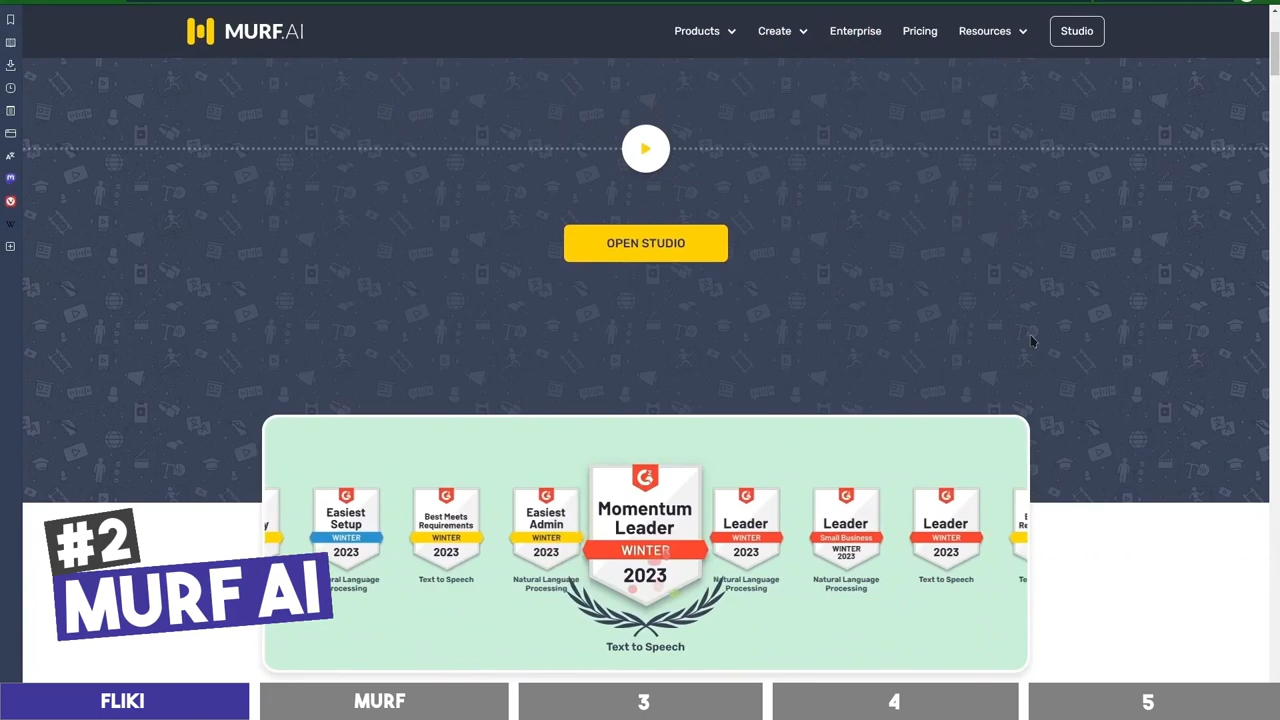 MURF.AI
Products
Create
Enterprise
Pricing
Resources
Studio
OPEN STUDIO
Easiest
Setup
WINTER
2023
Best Meets
Requirements
WINTER
2023
Text to Speech
Easiest
Admin
WINTER
2023
Natural Language
Processing
Momentum
Leader
WINTER
2023
Text to Speech
Leader
WINTER
2023
Natural Language
Processing
Leader
Small Business
WINTER
2023
Natural Language
Processing
Leader
WINTER
2023
Text to Speech
#2
MURF AI
FLIKI
MURF
3
4
5